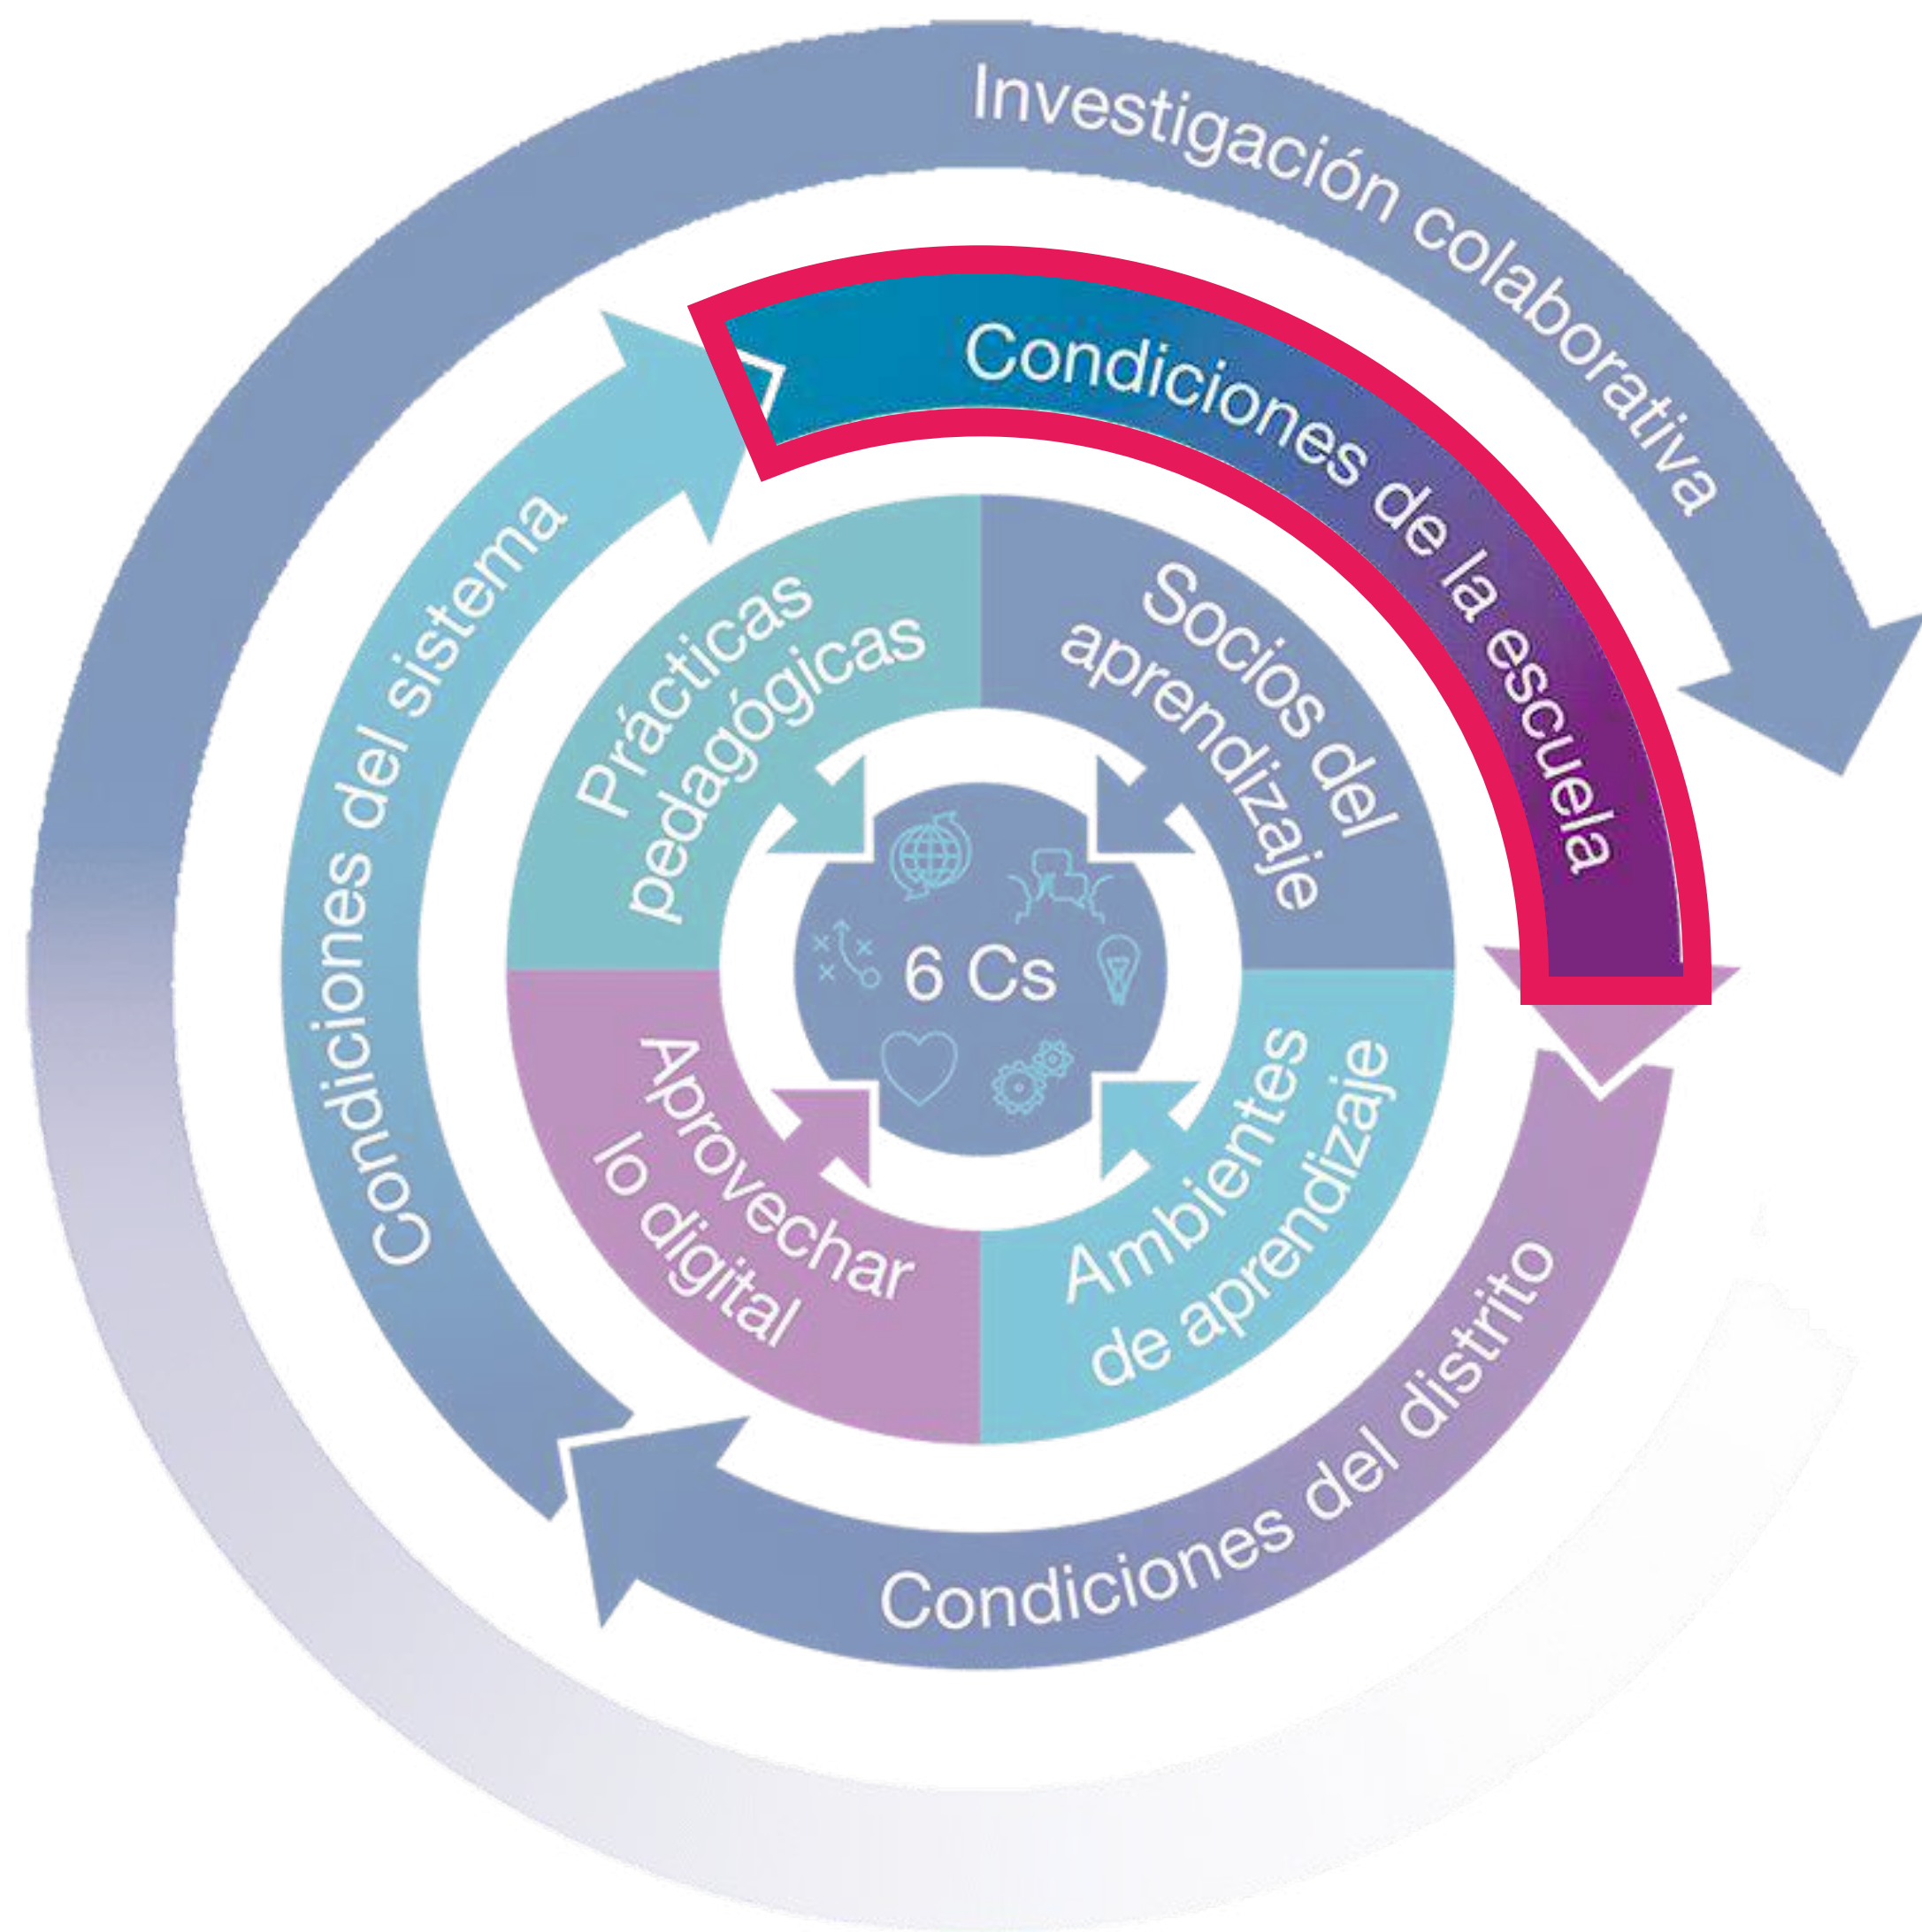 Investigación colaborativa
Condiciones de la escuela
Condiciones del sistema
Prácticas
pedagógicas
Socios del
aprendizaje
6 Cs
Aprovechar
lo digital
Ambientes
de aprendizaje
Condiciones del distrito